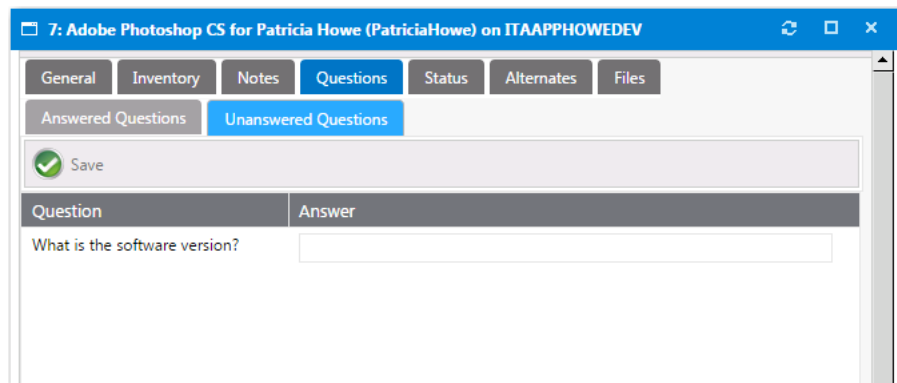 7: Adobe Photoshop CS for Patricia Howe (PatriciaHowe) on ITAAPPHOWEDEV
General Inventory Notes Questions Status Alternates Files
Answered Questions Unanswered Questions
Save
Question Answer
What is the software version?